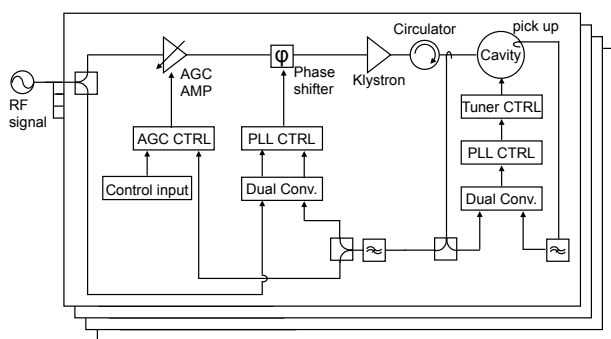 Circulator
pick up
Cavity
φ
AGC
AMP
Phase
shifter
Klystron
RF
signal
Tuner CTRL
AGC CTRL
PLL CTRL
PLL CTRL
Control input
Dual Conv.
Dual Conv.